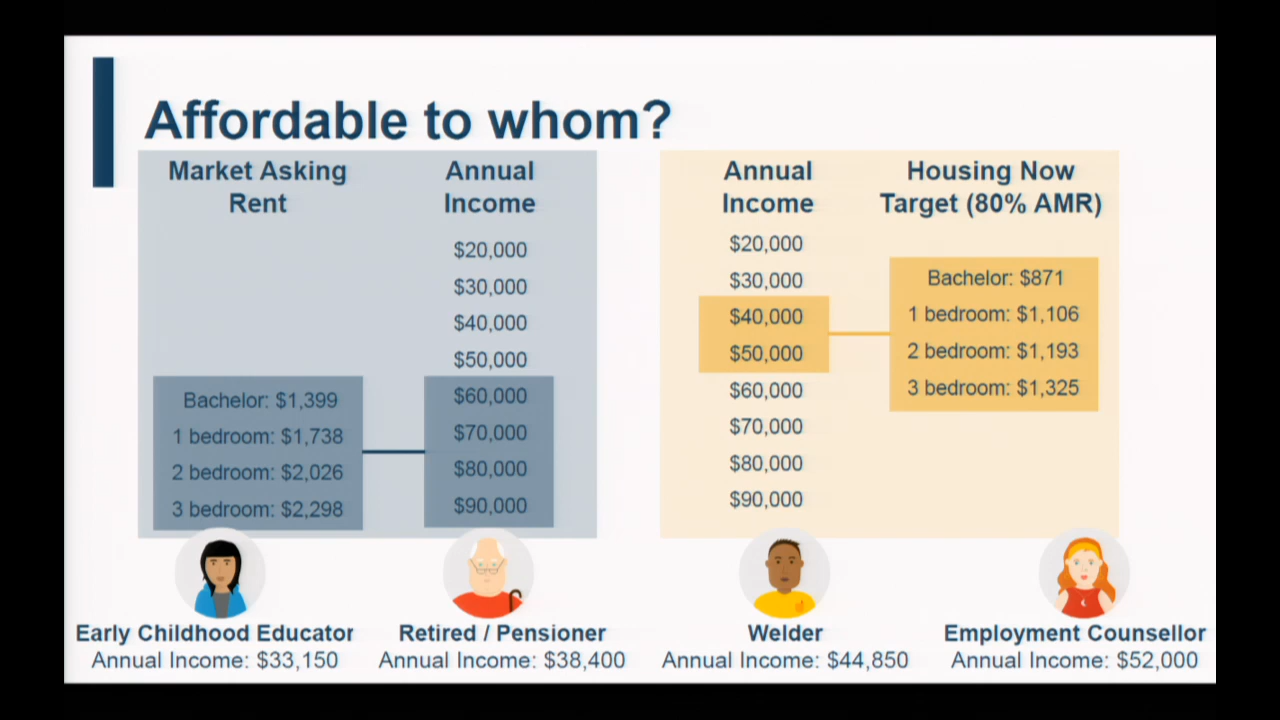 Affordable to whom?
Market Asking
Rent
Annual
Income
$20,000
$30,000
$40,000
$50,000
$60,000
$70,000
$80,000
$90,000
Bachelor: $1,399
1 bedroom: $1,738
2 bedroom: $2,026
3 bedroom: $2,298
Annual
Income
$20,000
$30,000
$40,000
$50,000
$60,000
$70,000
$80,000
$90,000
Housing Now
Target (80% AMR)
Bachelor: $871
1 bedroom: $1,106
2 bedroom: $1,193
3 bedroom: $1,325
Early Childhood Educator
Annual Income: $33,150
Retired / Pensioner
Annual Income: $38,400
Welder
Annual Income: $44,850
Employment Counsellor
Annual Income: $52,000